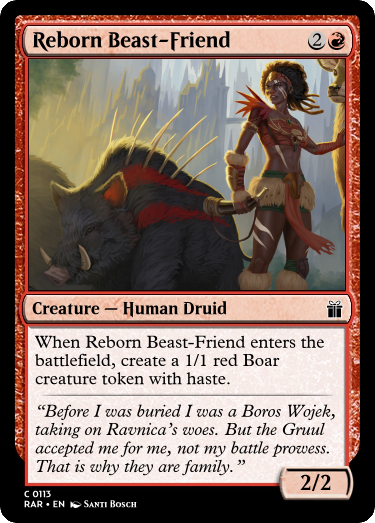 Reborn Beast-Friend 2
Creature — Human Druid
When Reborn Beast-Friend enters the
battlefield, create a 1/1 red Boar
creature token with haste.
“Before I was buried I was a Boros Wojek,
taking on Ravnica’s woes. But the Gruul
accepted me for me, not my battle prowess.
That is why they are family.”
2/2
C 0113
RAR • EN Santi Bosch